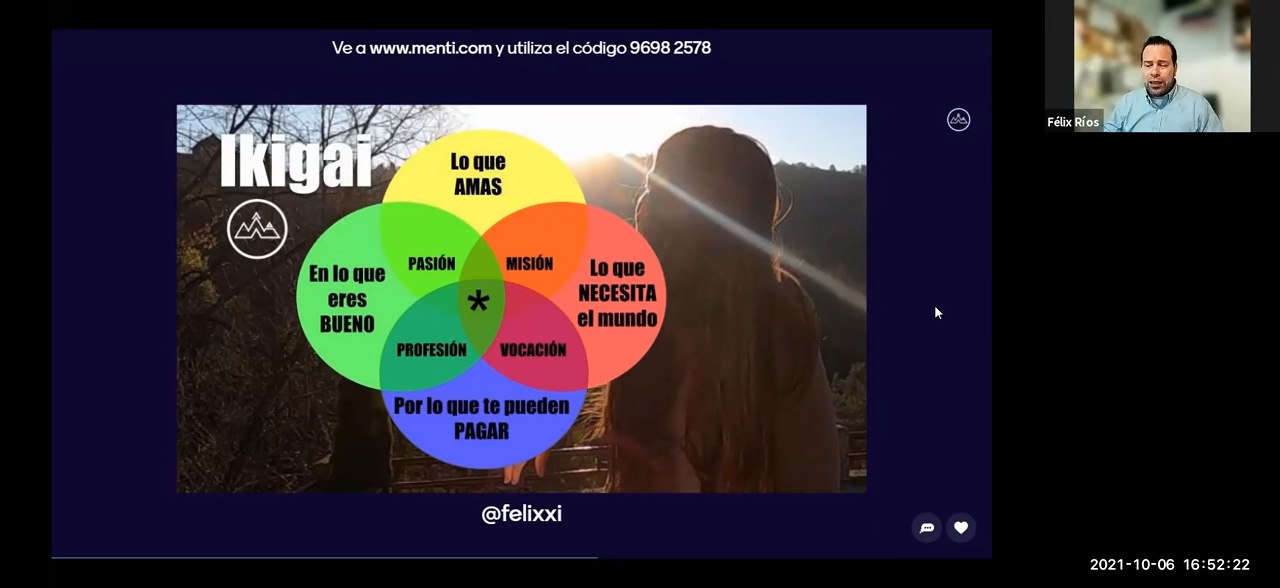 Ve a www.menti.com y utiliza el código 9698 2578
Ikigai
Lo que
AMAS
PASIÓN
MISIÓN
En lo que
eres
BUENO
Lo que
NECESITA
el mundo
*
PROFESIÓN
VOCACIÓN
Por lo que te pueden
PAGAR
@felixxi
Félix Ríos
2021-10-06 16:52:22